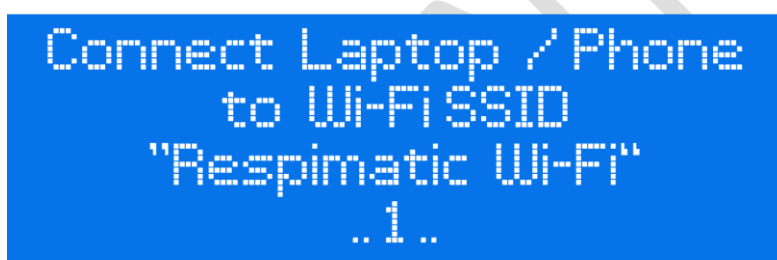 Connect Laptop / Phone
to Wi-Fi SSID
"Respimatic Wi-Fi"
..1..